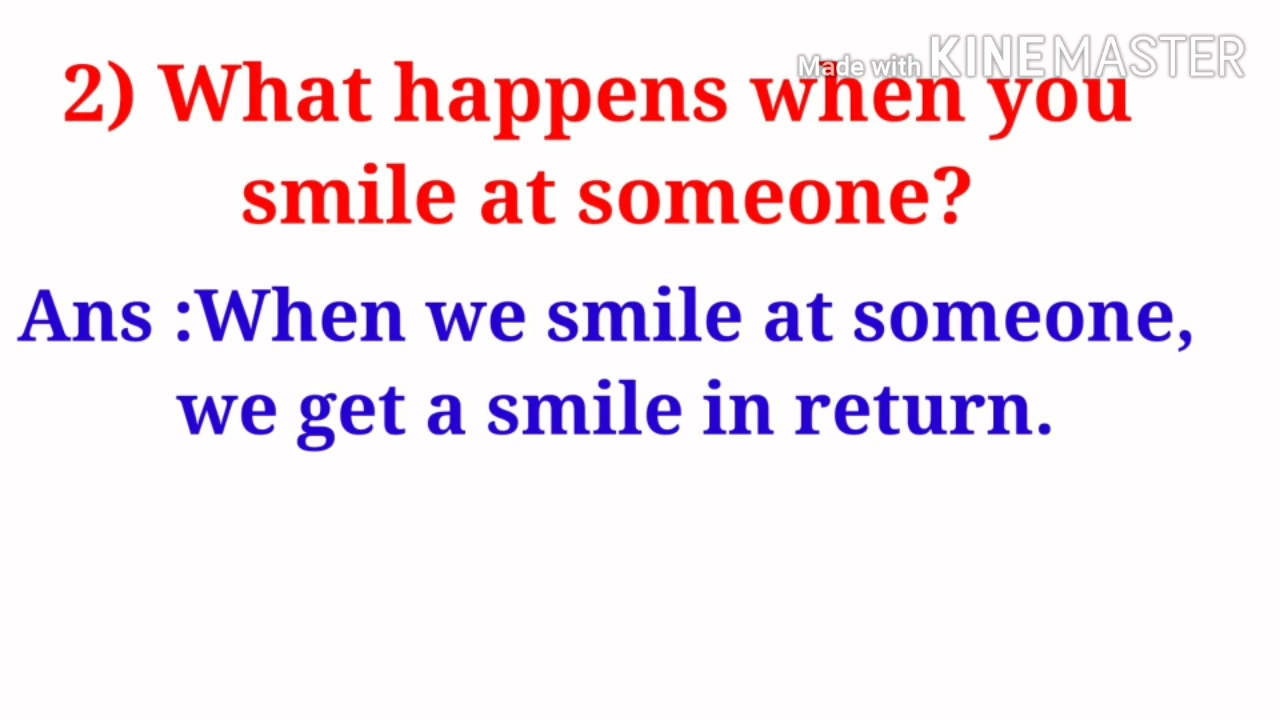 Made with KINEMASTER
2) What happens when you
smile at someone?
Ans :When we smile at someone,
we get a smile in return.